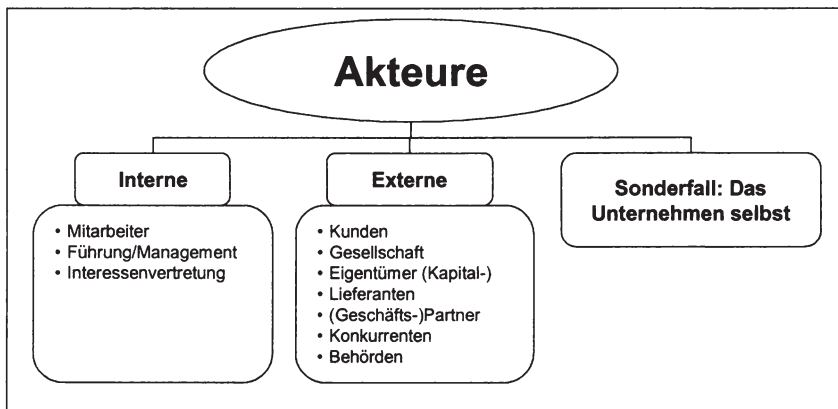 Akteure
Interne
• Mitarbeiter
• Führung/Management
• Interessenvertretung
Externe
• Kunden
• Gesellschaft
• Eigentümer (Kapital-)
• Lieferanten
• (Geschäfts-)Partner
• Konkurrenten
• Behörden
Sonderfall: Das
Unternehmen selbst